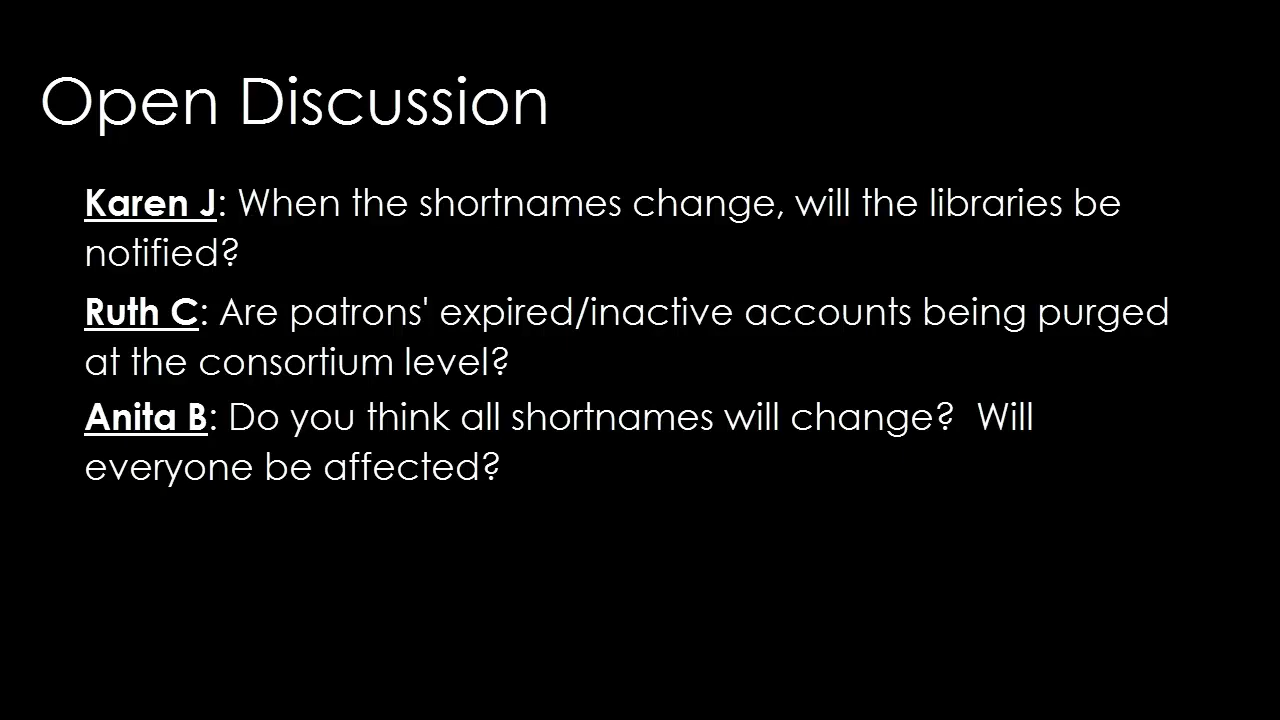 Open Discussion
Karen J: When the shortnames change, will the libraries be
notified?
Ruth C: Are patrons' expired/inactive accounts being purged
at the consortium level?
Anita B: Do you think all shortnames will change?  Will
everyone be affected?